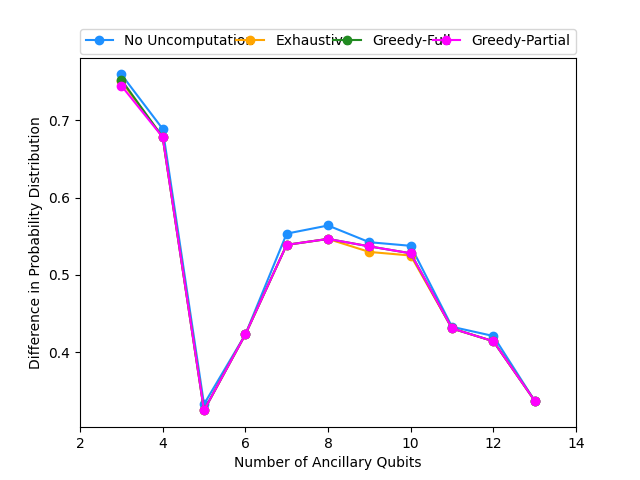 No Uncomputation Exhaustive Greedy-Full Greedy-Partial
Difference in Probability Distribution
0.7
0.6
0.5
0.4
2 4 6 8 10 12 14
Number of Ancillary Qubits